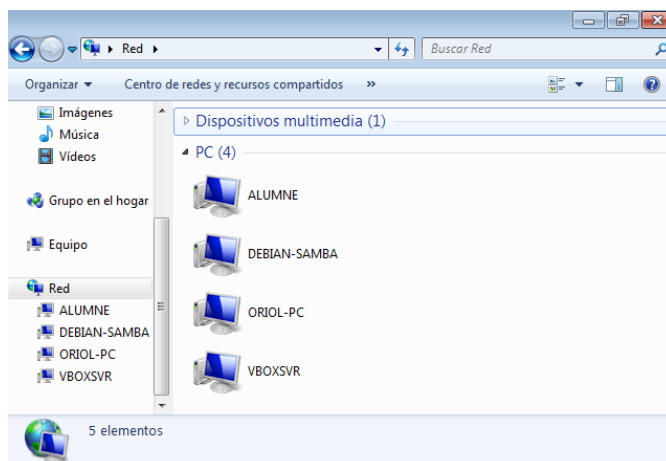 Red
Buscar Red
Organizar
Centro de redes y recursos compartidos
»
Imágenes
Música
Vídeos
Grupo en el hogar
Equipo
Red
ALUMNE
DEBIAN-SAMBA
ORIOL-PC
VBOXSVR
Dispositivos multimedia (1)
PC (4)
ALUMNE
DEBIAN-SAMBA
ORIOL-PC
VBOXSVR
5 elementos